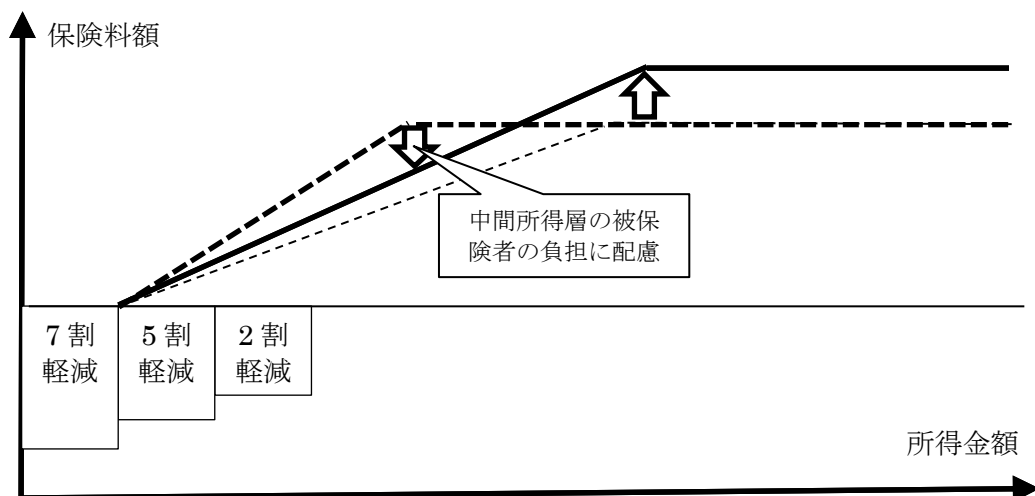 保険料額
中間所得層の被保
険者の負担に配慮
7 割
軽減
5 割
軽減
2 割
軽減
所得金額